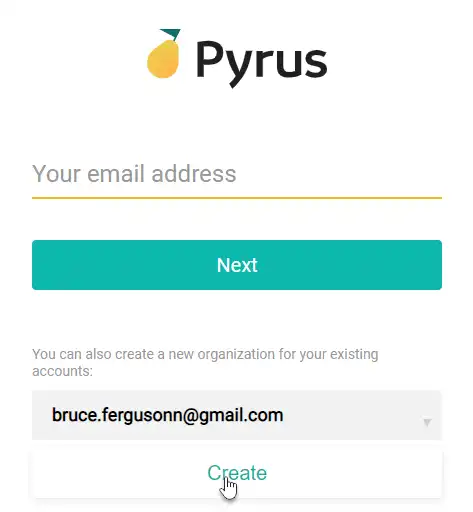 Pyrus
Your email address
Next
You can also create a new organization for your existing
accounts:
bruce.fergusonn@gmail.com
Create